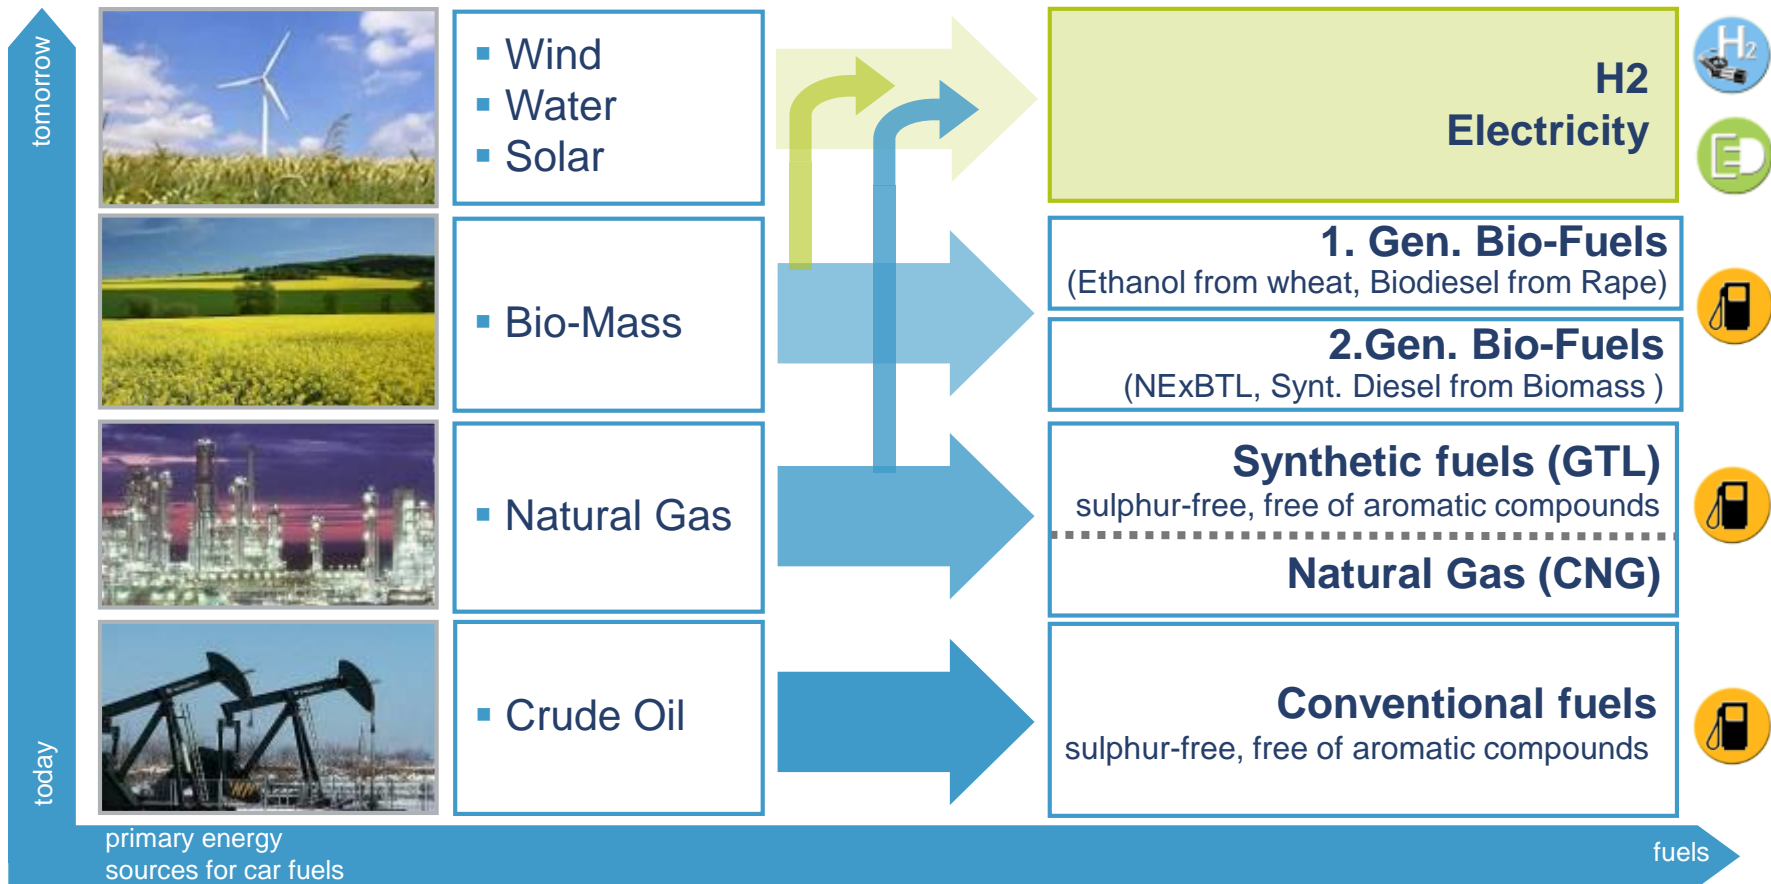 tomorrow
Wind
Water
Solar
H2
Electricity
H2
ED
Bio-Mass
1. Gen. Bio-Fuels
(Ethanol from wheat, Biodiesel from Rape)
2.Gen. Bio-Fuels
(NExBTL, Synt. Diesel from Biomass )
Natural Gas
Synthetic fuels (GTL)
sulphur-free, free of aromatic compounds
Natural Gas (CNG)
Crude Oil
Conventional fuels
sulphur-free, free of aromatic compounds
today
primary energy
sources for car fuels
fuels